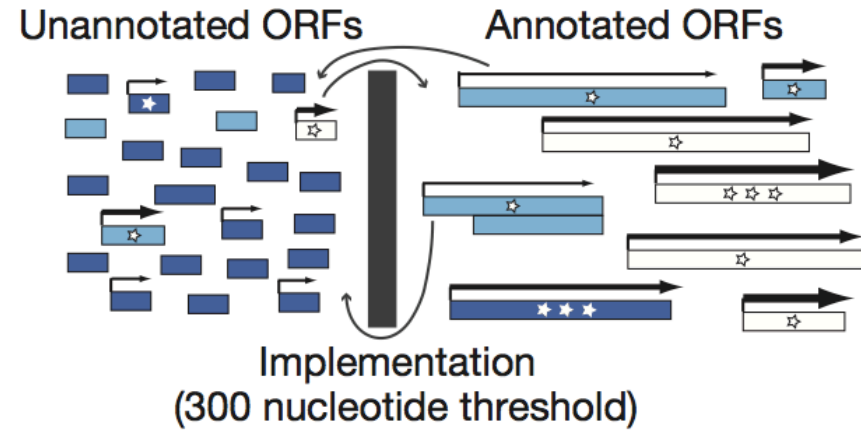 Unannotated ORFs
Annotated ORFs
Implementation
(300 nucleotide threshold)